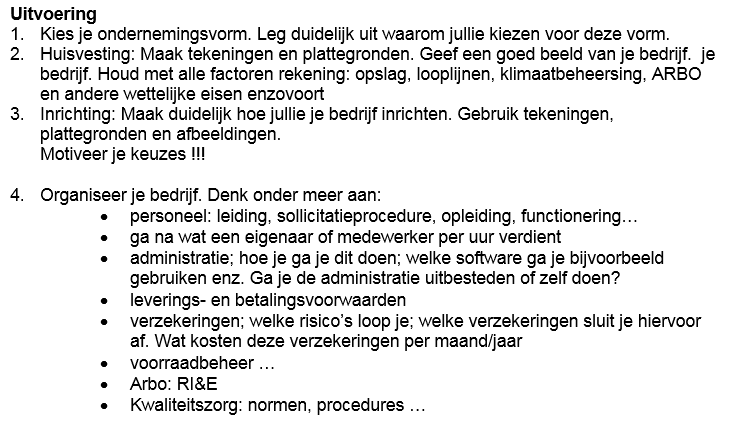 Uitvoering
1. Kies je ondernemingsvorm. Leg duidelijk uit waarom jullie kiezen voor deze vorm.
2. Huisvesting: Maak tekeningen en plattegronden. Geef een goed beeld van je bedrijf.  je
bedrijf. Houd met alle factoren rekening: opslag, looplijnen, klimaatbeheersing, ARBO
en andere wettelijke eisen enzovoort
3. Inrichting: Maak duidelijk hoe jullie je bedrijf inrichten. Gebruik tekeningen,
plattegronden en afbeeldingen.
Motiveer je keuzes !!!
4. Organiseer je bedrijf. Denk onder meer aan:
• personeel: leiding, sollicitatieprocedure, opleiding, functionering…
• ga na wat een eigenaar of medewerker per uur verdient
• administratie; hoe je ga je dit doen; welke software ga je bijvoorbeeld
gebruiken enz. Ga je de administratie uitbesteden of zelf doen?
• leverings- en betalingsvoorwaarden
• verzekeringen; welke risico’s loop je; welke verzekeringen sluit je hiervoor
af. Wat kosten deze verzekeringen per maand/jaar
• voorraadbeheer …
• Arbo: RI&E
• Kwaliteitszorg: normen, procedures …